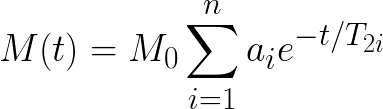 M(t) = M_0 \sum_{i=1}^{n} a_i e^{-t/T_{2i}}